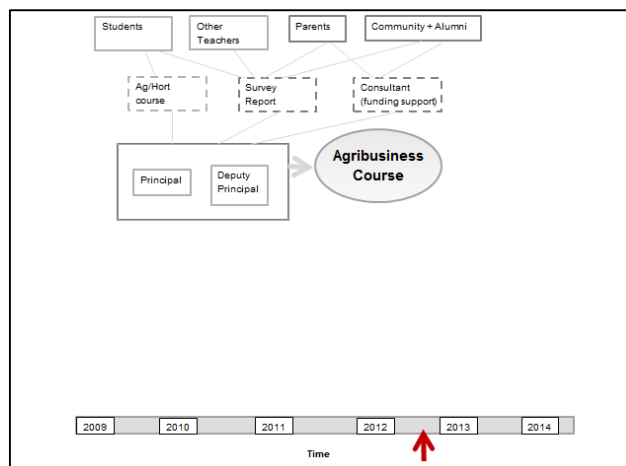 Students
Other
Teachers
Parents
Community + Alumni
Ag/Hort
course
Survey
Report
Consultant
(funding support)
Principal
Deputy
Principal
Agribusiness
Course
2009
2010
2011
2012
2013
2014
Time